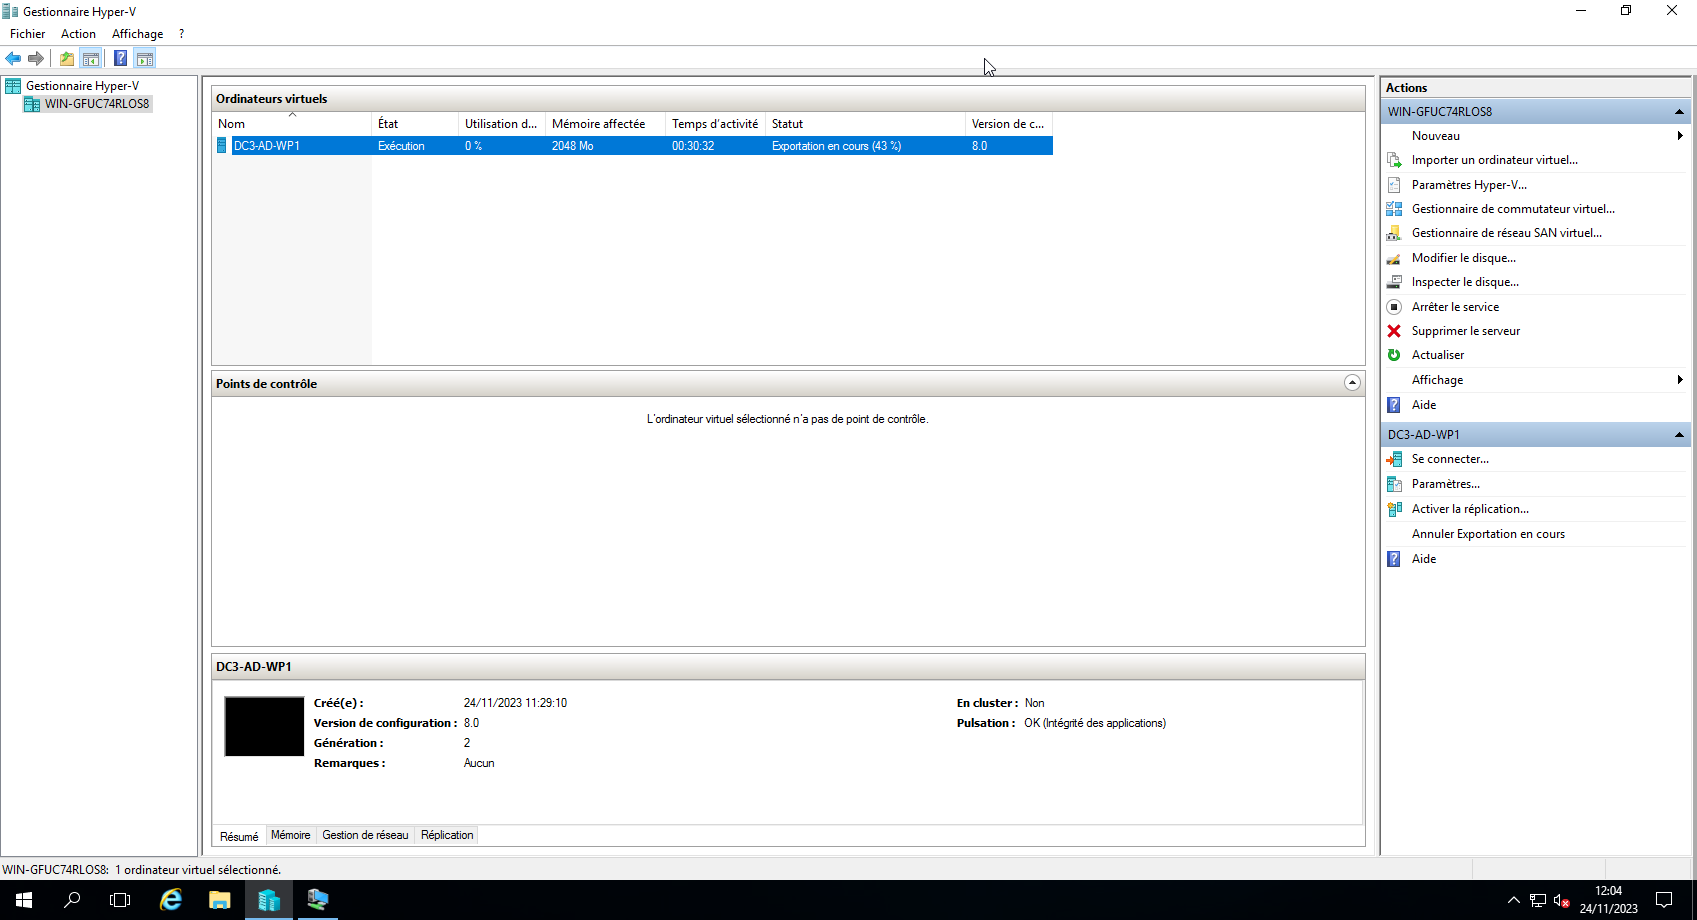 Gestionnaire Hyper-V
Fichier Action Affichage ?
Gestionnaire Hyper-V
WIN-GFUC74RLOS8
Ordinateurs virtuels
Nom État Utilisation d... Mémoire affectée Temps d'activité Statut Version de c...
DC3-AD-WP1 Exécution 0 % 2048 Mo 00:30:32 Exportation en cours (43 %) 8.0
Points de contrôle
L'ordinateur virtuel sélectionné n'a pas de point de contrôle.
DC3-AD-WP1
Créé(e) : 24/11/2023 11:29:10 En cluster : Non
Version de configuration : 8.0 Pulsation : OK (Intégrité des applications)
Génération : 2
Remarques : Aucun
Résumé Mémoire Gestion de réseau Réplication
Actions
WIN-GFUC74RLOS8
Nouveau
Importer un ordinateur virtuel...
Paramètres Hyper-V...
Gestionnaire de commutateur virtuel...
Gestionnaire de réseau SAN virtuel...
Modifier le disque...
Inspecter le disque...
Arrêter le service
Supprimer le serveur
Actualiser
Affichage
Aide
DC3-AD-WP1
Se connecter...
Paramètres...
Activer la réplication...
Annuler Exportation en cours
Aide
WIN-GFUC74RLOS8: 1 ordinateur virtuel sélectionné.
12:04
24/11/2023